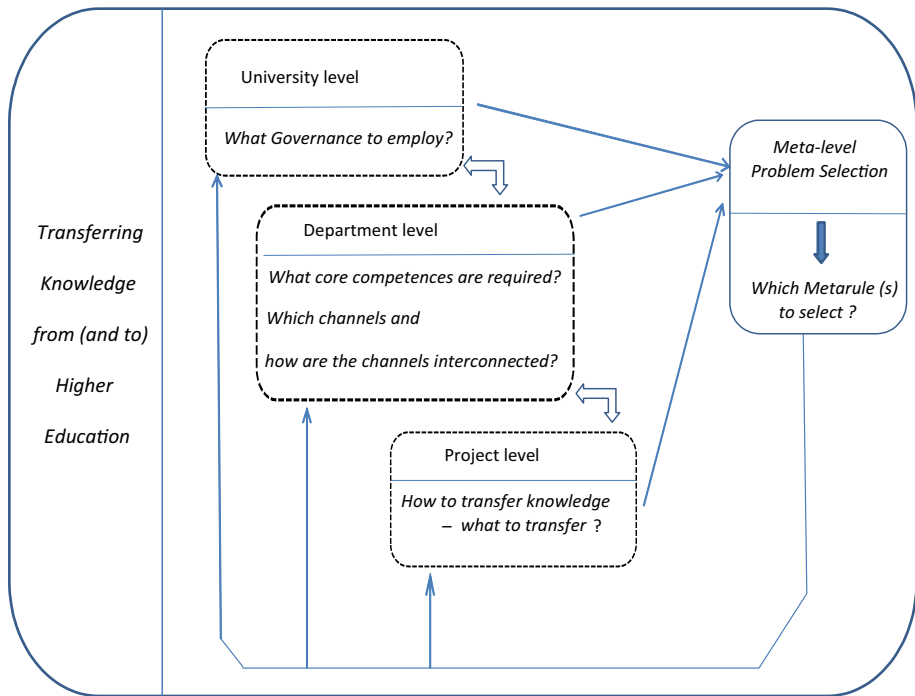 Transferring
Knowledge
from (and to)
Higher
Education
University level
What Governance to employ?
Department level
What core competences are required?
Which channels and
how are the channels interconnected?
Project level
How to transfer knowledge
– what to transfer ?
Meta-level
Problem Selection
Which Metarule (s)
to select ?